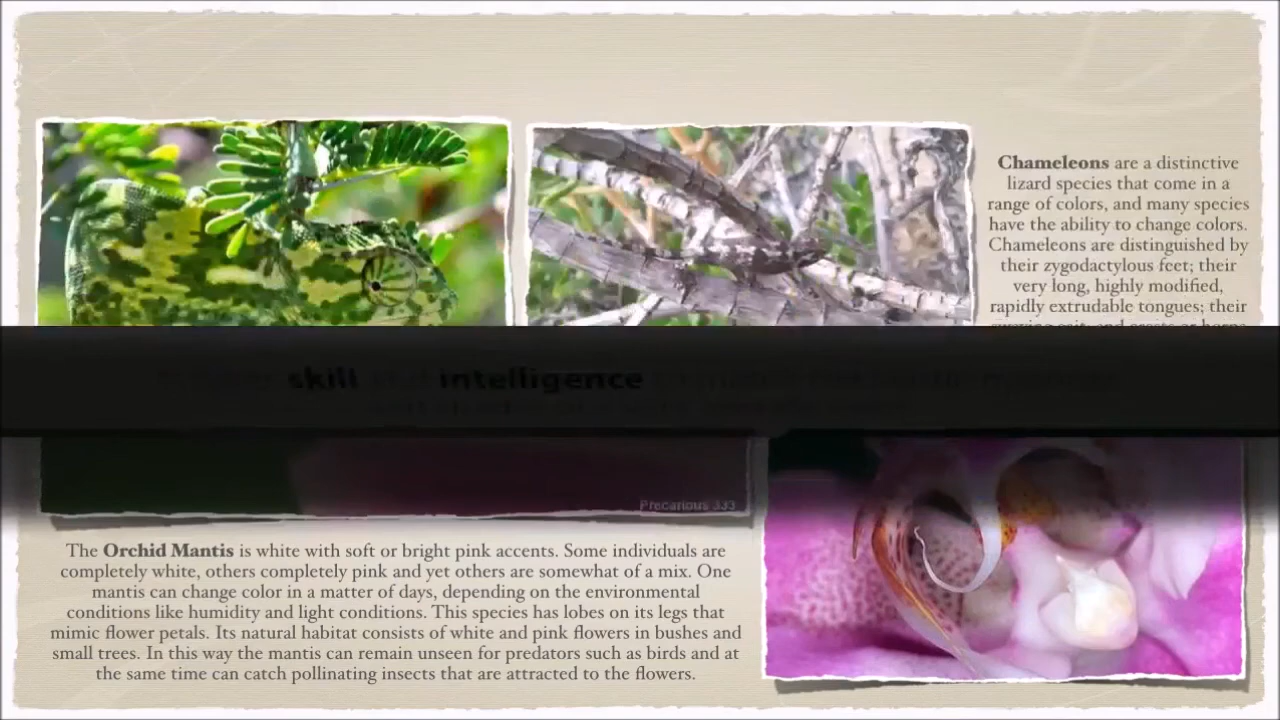 Chameleons are a distinctive
lizard species that come in a
range of colors, and many species
have the ability to change colors.
Chameleons are distinguished by
their zygodactylous feet; their
very long, highly modified,
rapidly extrudable tongues; their
skill intelligence
Precarious 333
The Orchid Mantis is white with soft or bright pink accents. Some individuals are
completely white, others completely pink and yet others are somewhat of a mix. One
mantis can change color in a matter of days, depending on the environmental
conditions like humidity and light conditions. This species has lobes on its legs that
mimic flower petals. Its natural habitat consists of white and pink flowers in bushes and
small trees. In this way the mantis can remain unseen for predators such as birds and at
the same time can catch pollinating insects that are attracted to the flowers.